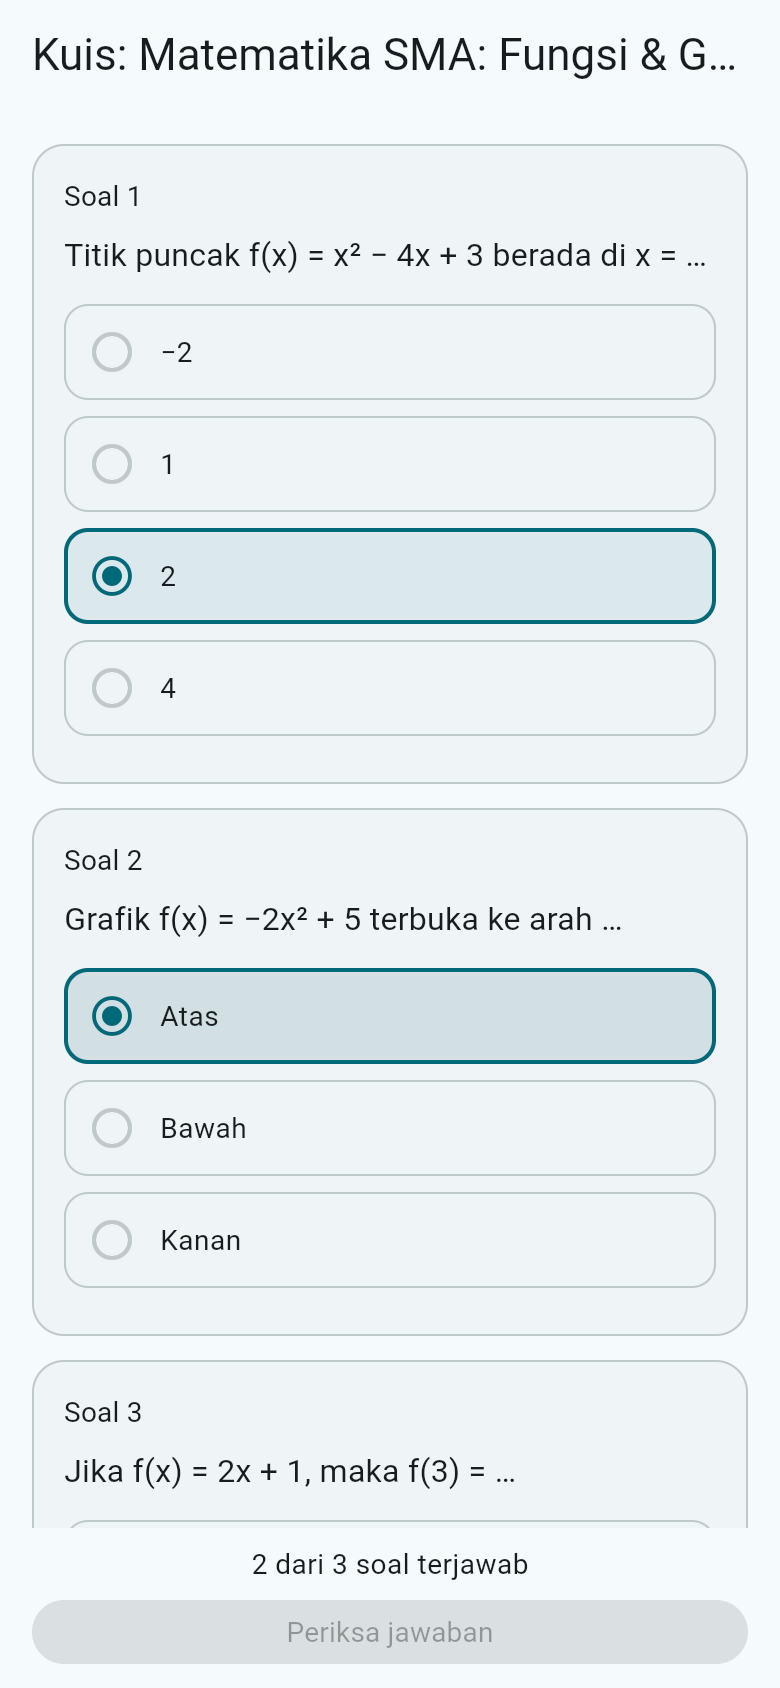 Kuis: Matematika SMA: Fungsi & G…
Soal 1
Titik puncak f(x) = x² − 4x + 3 berada di x = …
−2
1
2
4
Soal 2
Grafik f(x) = −2x² + 5 terbuka ke arah …
Atas
Bawah
Kanan
Soal 3
Jika f(x) = 2x + 1, maka f(3) = …
2 dari 3 soal terjawab
Periksa jawaban